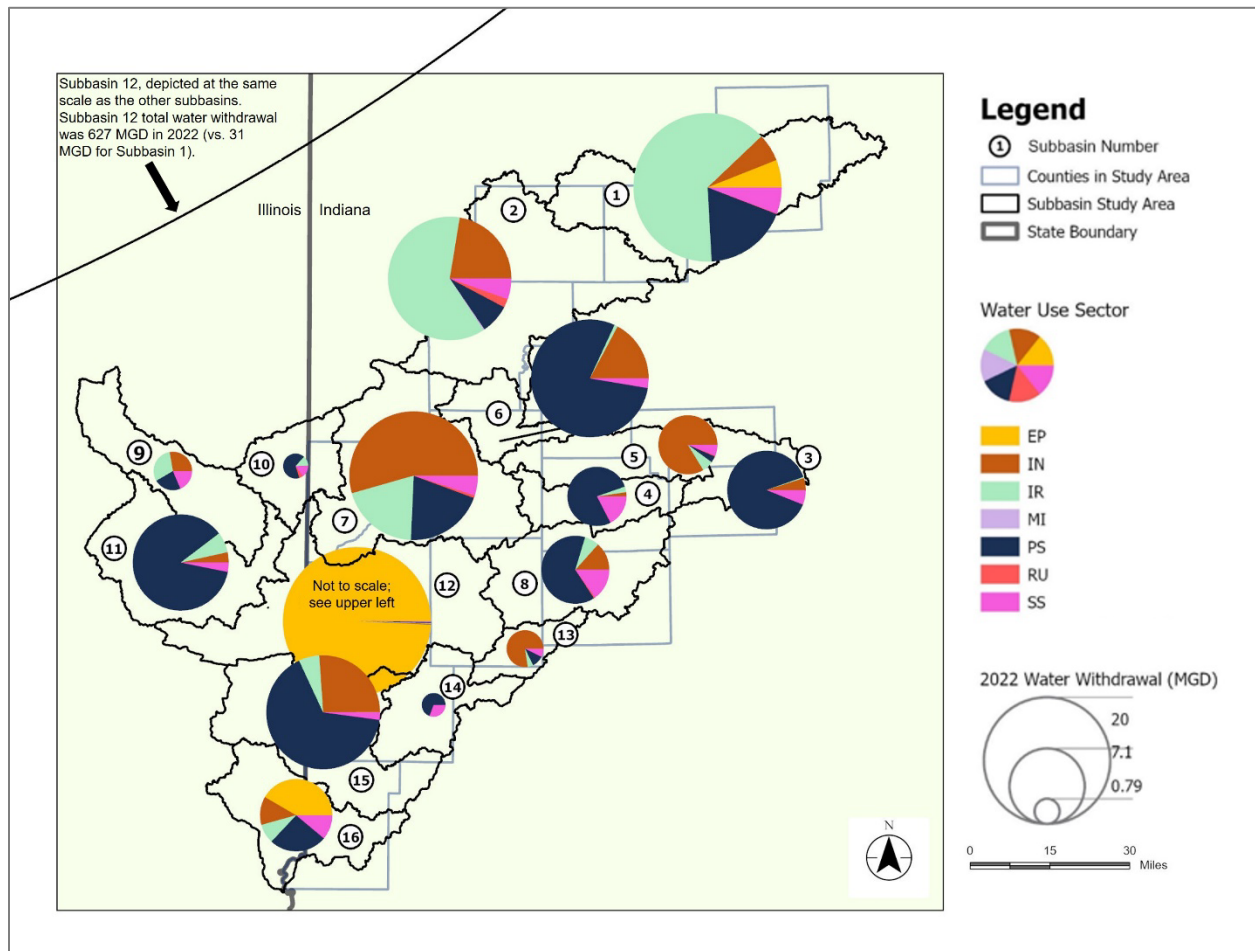 Subbasin 12, depicted at the same
scale as the other subbasins.
Subbasin 12 total water withdrawal
was 627 MGD in 2022 (vs. 31
MGD for Subbasin 1).
Illinois
Indiana
1
2
3
4
5
6
7
8
9
10
11
12
13
14
15
16
Not to scale;
see upper left
N
Legend
1 Subbasin Number
Counties in Study Area
Subbasin Study Area
State Boundary
Water Use Sector
EP
IN
IR
MI
PS
RU
SS
2022 Water Withdrawal (MGD)
20
7.1
0.79
0 15 30
Miles